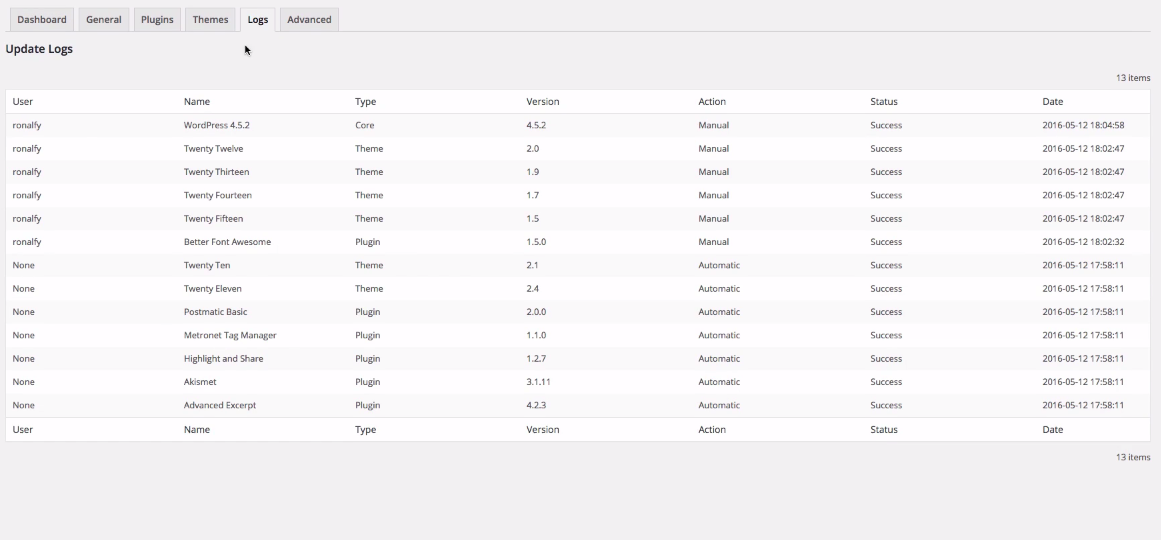 Dashboard General Plugins Themes Logs Advanced
Update Logs
13 items
User Name Type Version Action Status Date
ronalfy WordPress 4.5.2 Core 4.5.2 Manual Success 2016-05-12 18:04:58
ronalfy Twenty Twelve Theme 2.0 Manual Success 2016-05-12 18:02:47
ronalfy Twenty Thirteen Theme 1.9 Manual Success 2016-05-12 18:02:47
ronalfy Twenty Fourteen Theme 1.7 Manual Success 2016-05-12 18:02:47
ronalfy Twenty Fifteen Theme 1.5 Manual Success 2016-05-12 18:02:47
ronalfy Better Font Awesome Plugin 1.5.0 Manual Success 2016-05-12 18:02:32
None Twenty Ten Theme 2.1 Automatic Success 2016-05-12 17:58:11
None Twenty Eleven Theme 2.4 Automatic Success 2016-05-12 17:58:11
None Postmatic Basic Plugin 2.0.0 Automatic Success 2016-05-12 17:58:11
None Metronet Tag Manager Plugin 1.1.0 Automatic Success 2016-05-12 17:58:11
None Highlight and Share Plugin 1.2.7 Automatic Success 2016-05-12 17:58:11
None Akismet Plugin 3.1.11 Automatic Success 2016-05-12 17:58:11
None Advanced Excerpt Plugin 4.2.3 Automatic Success 2016-05-12 17:58:11
User Name Type Version Action Status Date
13 items